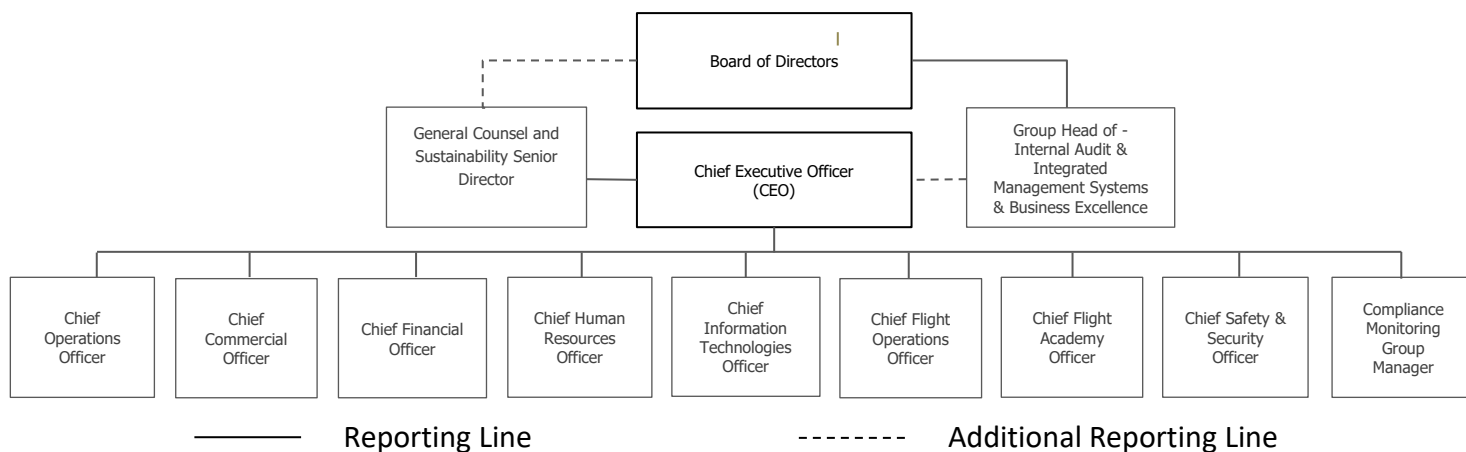 Board of Directors
General Counsel and
Sustainability Senior
Director
Chief Executive Officer
(CEO)
Group Head of -
Internal Audit &
Integrated
Management Systems
& Business Excellence
Chief
Operations
Officer
Chief
Commercial
Officer
Chief Financial
Officer
Chief Human
Resources
Officer
Chief
Information
Technologies
Officer
Chief Flight
Operations
Officer
Chief Flight
Academy
Officer
Chief Safety &
Security
Officer
Compliance
Monitoring
Group
Manager
Reporting Line
Additional Reporting Line